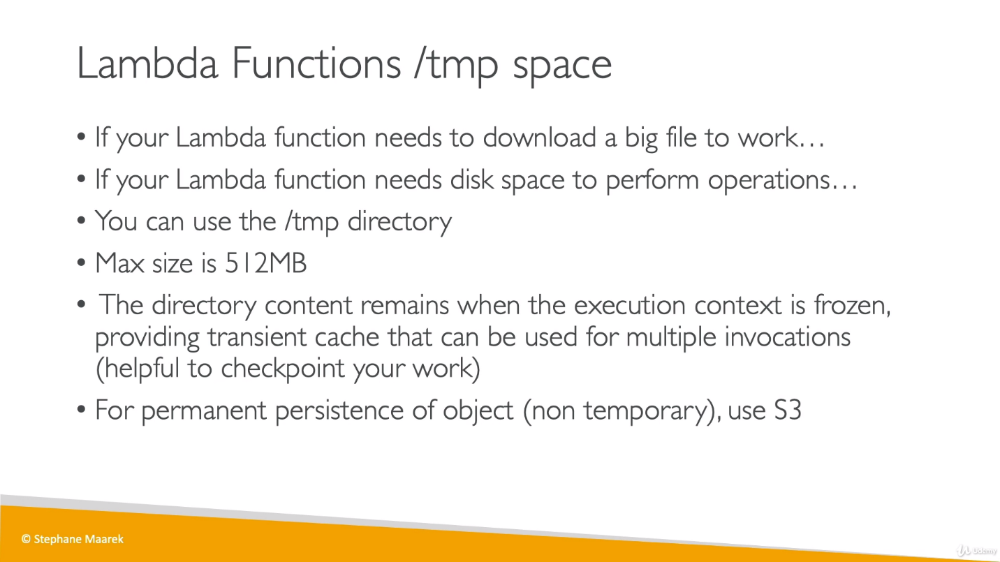 Lambda Functions /tmp space
• If your Lambda function needs to download a big file to work…
• If your Lambda function needs disk space to perform operations…
• You can use the /tmp directory
• Max size is 512MB
• The directory content remains when the execution context is frozen,
providing transient cache that can be used for multiple invocations
(helpful to checkpoint your work)
• For permanent persistence of object (non temporary), use S3
© Stephane Maarek
Udemy